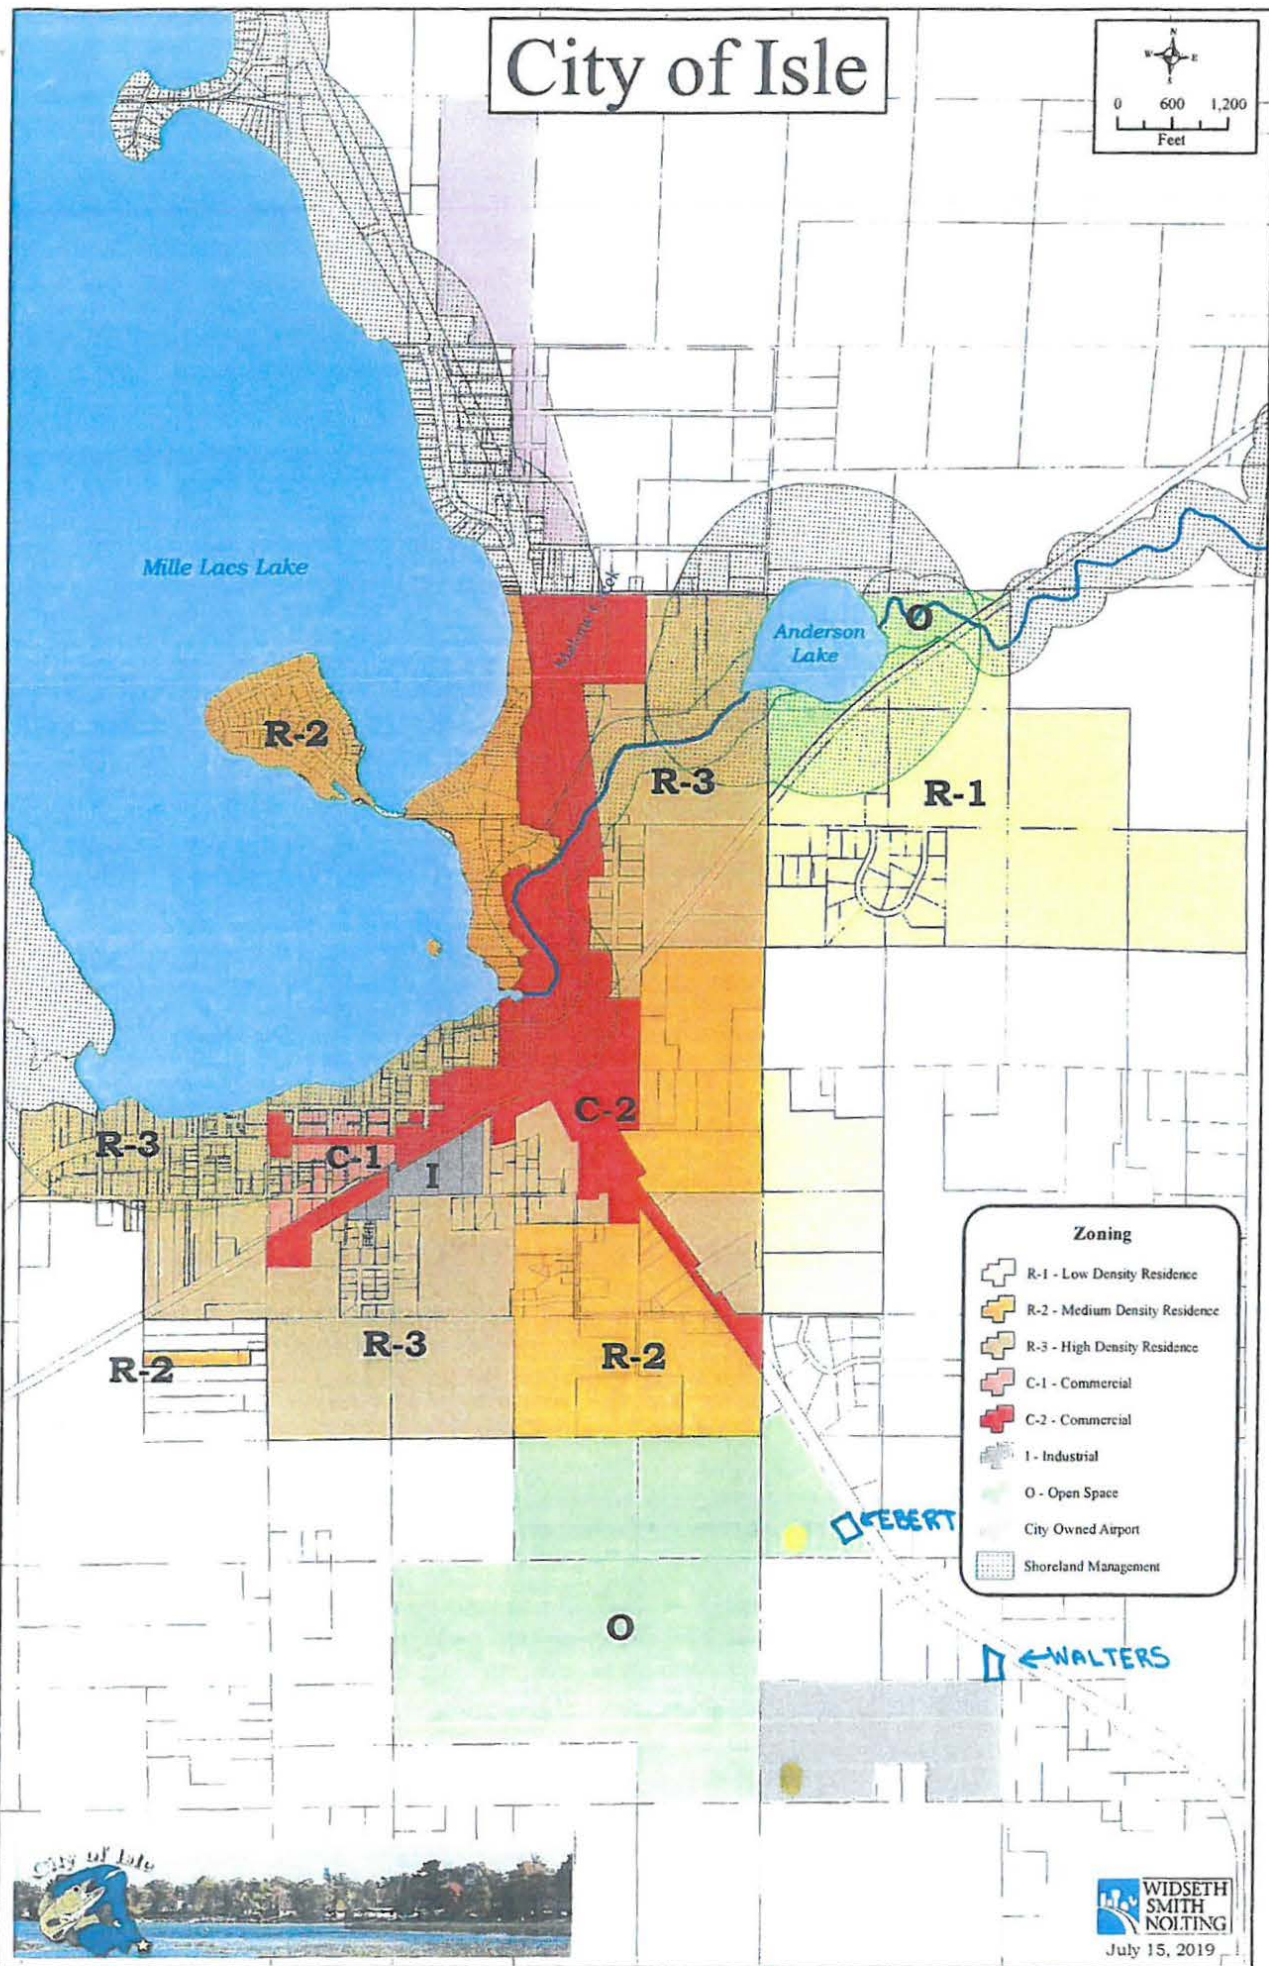 City of Isle
N
W
E
S
0 600 1,200
Feet
Mille Lacs Lake
Anderson
Lake
O
R-2
R-3
R-1
C-2
R-3
C-1
I
R-3
R-2
R-2
Zoning
R-1 - Low Density Residence
R-2 - Medium Density Residence
R-3 - High Density Residence
C-1 - Commercial
C-2 - Commercial
I - Industrial
O - Open Space
City Owned Airport
Shoreland Management
←EBERT
O
←WALTERS
City of Isle
WIDSETH
SMITH
NOLTING
July 15, 2019